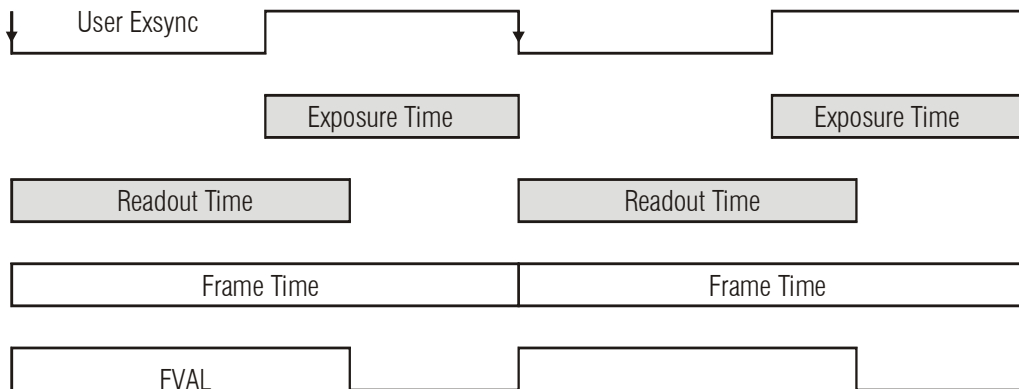 User Exsync
Exposure Time Exposure Time
Readout Time Readout Time
Frame Time Frame Time
FVAL